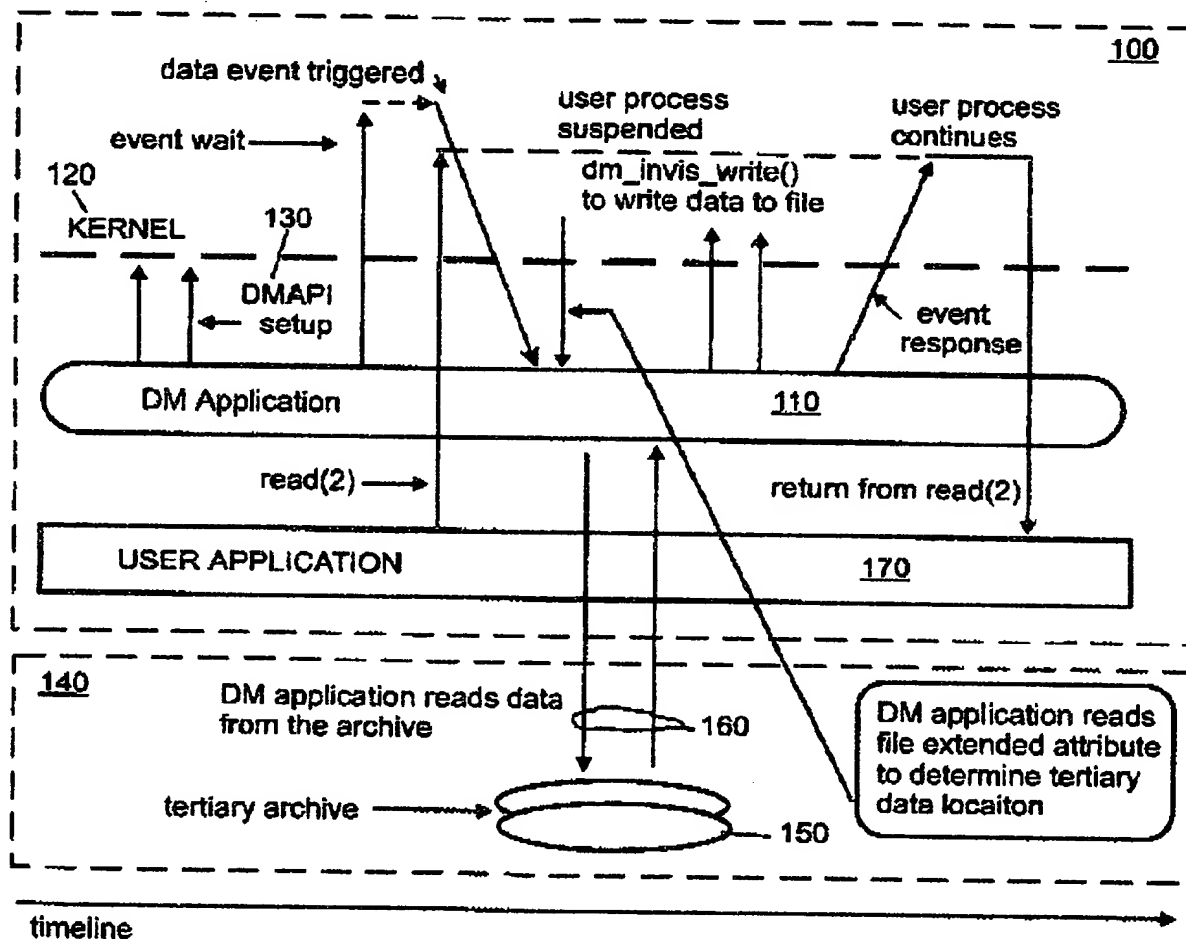 100
data event triggered
user process
suspended
user process
continues
event wait
dm_invis_write()
to write data to file
120
KERNEL
130
DMAPI
setup
event
response
DM Application
110
read(2)
return from read(2)
USER APPLICATION
170
140
DM application reads data
from the archive
160
DM application reads
file extended attribute
to determine tertiary
data locaiton
tertiary archive
150
timeline